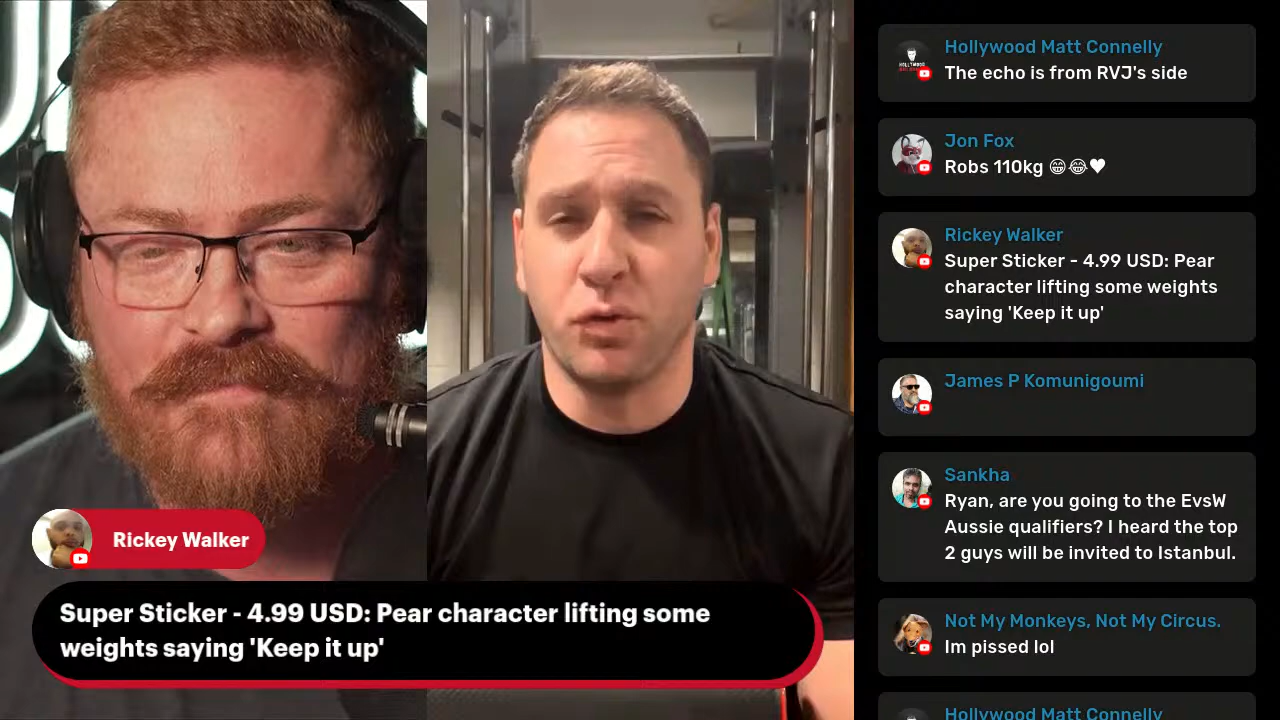 Rickey Walker
Super Sticker - 4.99 USD: Pear character lifting some
weights saying 'Keep it up'
Hollywood Matt Connelly
The echo is from RVJ's side
Jon Fox
Robs 110kg 😁😂♥
Rickey Walker
Super Sticker - 4.99 USD: Pear
character lifting some weights
saying 'Keep it up'
James P Komunigoumi
Sankha
Ryan, are you going to the EvsW
Aussie qualifiers? I heard the top
2 guys will be invited to Istanbul.
Not My Monkeys, Not My Circus.
Im pissed lol
Hollywood Matt Connelly